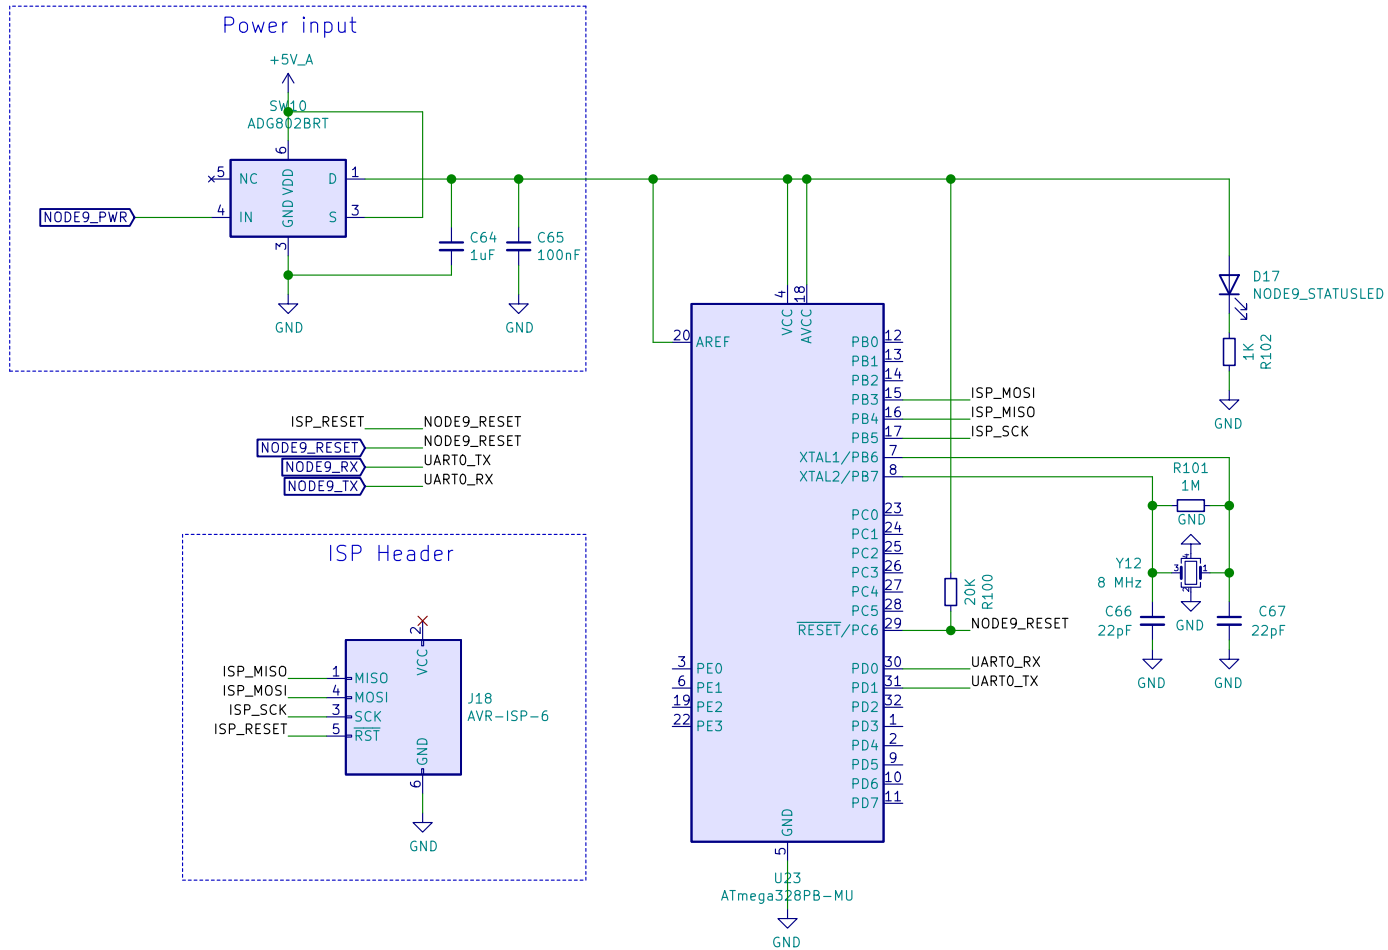 Power input
+5V_A
SW10
ADG802BRT
6
5
NC
VDD
D
1
NODE9_PWR
4
IN
GND
S
3
3
C64
1uF
C65
100nF
GND
GND
ISP_RESET
NODE9_RESET
NODE9_RESET
NODE9_RESET
NODE9_RX
UART0_TX
NODE9_TX
UART0_RX
ISP Header
2
VCC
ISP_MISO
1
MISO
ISP_MOSI
4
MOSI
ISP_SCK
3
SCK
ISP_RESET
5
RST
GND
6
J18
AVR-ISP-6
GND
4
18
VCC
AVCC
20
AREF
PB0
12
PB1
13
PB2
14
PB3
15
ISP_MOSI
PB4
16
ISP_MISO
PB5
17
ISP_SCK
XTAL1/PB6
7
XTAL2/PB7
8
PC0
23
PC1
24
PC2
25
PC3
26
PC4
27
PC5
28
RESET/PC6
29
NODE9_RESET
3
PE0
6
PE1
19
PE2
22
PE3
PD0
30
UART0_RX
PD1
31
UART0_TX
PD2
32
PD3
1
PD4
2
PD5
9
PD6
10
PD7
11
GND
5
U23
ATmega328PB-MU
GND
20K
R100
D17
NODE9_STATUSLED
1K
R102
GND
R101
1M
GND
4
Y12
8 MHz
3
1
2
GND
C66
22pF
C67
22pF
GND
GND